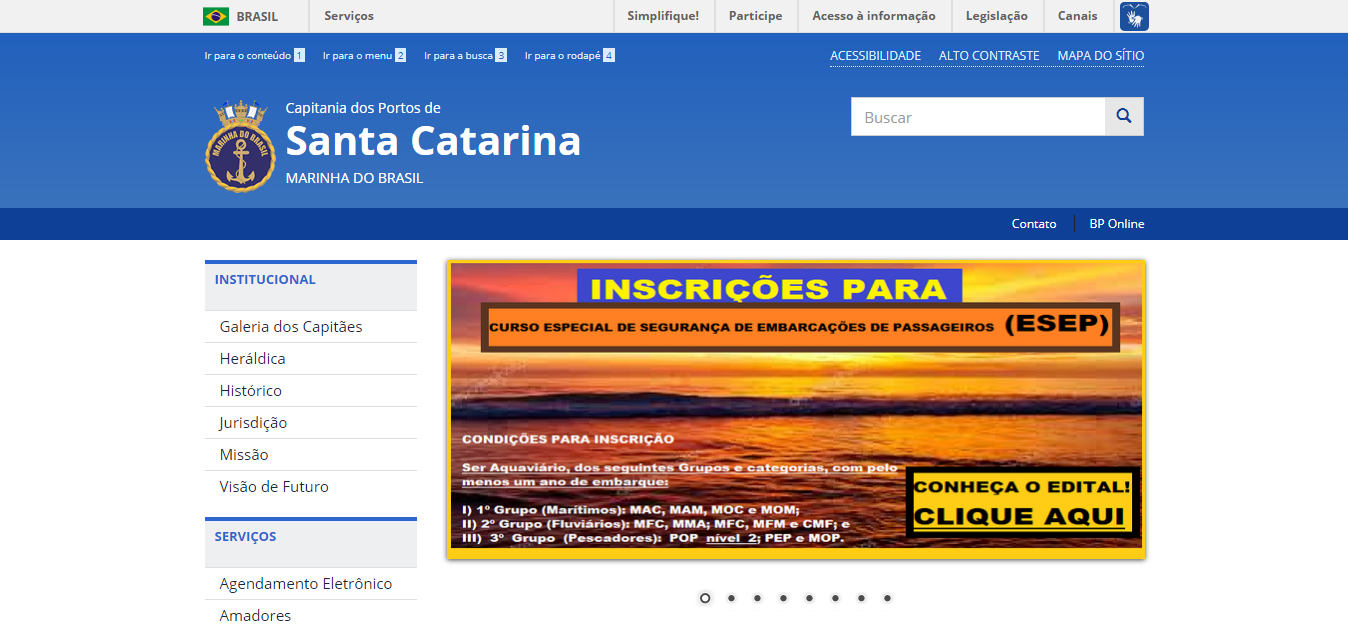 BRASIL
Serviços
Simplifique!
Participe
Acesso à informação
Legislação
Canais
Ir para o conteúdo 1
Ir para o menu 2
Ir para a busca 3
Ir para o rodapé 4
ACESSIBILIDADE
ALTO CONTRASTE
MAPA DO SÍTIO
MARINHA DO BRASIL
Capitania dos Portos de
Santa Catarina
MARINHA DO BRASIL
Buscar
Contato
BP Online
INSTITUCIONAL
Galeria dos Capitães
Heráldica
Histórico
Jurisdição
Missão
Visão de Futuro
SERVIÇOS
Agendamento Eletrônico
Amadores
INSCRIÇÕES PARA
CURSO ESPECIAL DE SEGURANÇA DE EMBARCAÇÕES DE PASSAGEIROS (ESEP)
CONDIÇÕES PARA INSCRIÇÃO
Ser Aquaviário, dos seguintes Grupos e categorias, com pelo
menos um ano de embarque:
I) 1º Grupo (Marítimos): MAC, MAM, MOC e MOM;
II) 2º Grupo (Fluviários): MFC, MMA; MFC, MFM e CMF; e
III) 3º Grupo (Pescadores): POP nível 2; PEP e MOP.
CONHEÇA O EDITAL!
CLIQUE AQUI